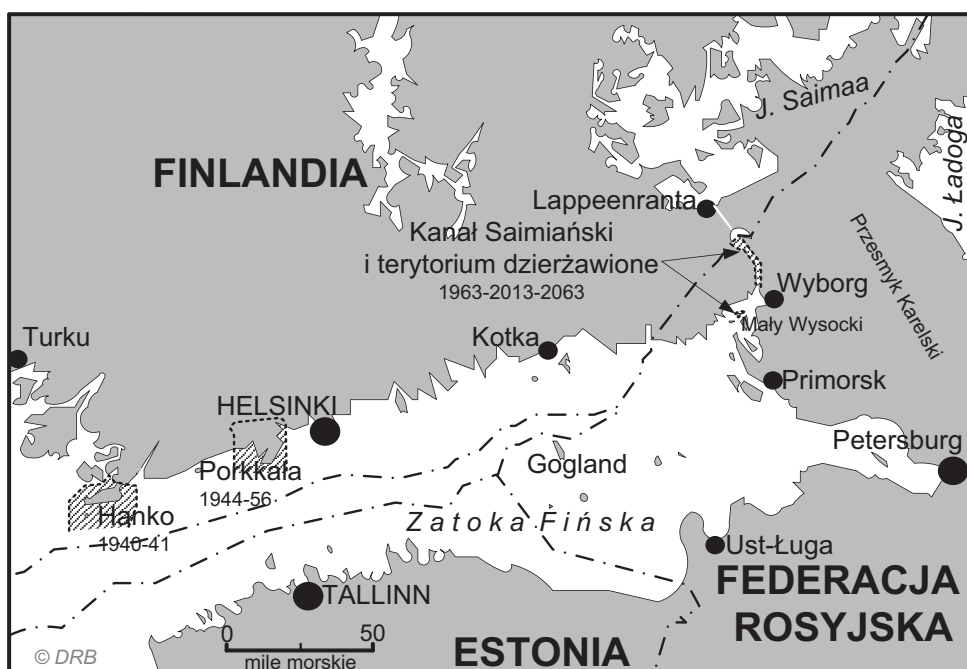 J. Saimaa
J. Ładoga
FINLANDIA
Lappeenranta
Kanał Saimiański
i terytorium dzierżawione
1963-2013-2063
Przesmyk Karelski
Wyborg
Mały Wysocki
Turku
Kotka
Primorsk
HELSINKI
Petersburg
Porkkala
1944-56
Gogland
Hanko
1940-41
Zatoka Fińska
Ust-Ługa
FEDERACJA
ROSYJSKA
TALLINN
0 50
mile morskie
ESTONIA
© DRB